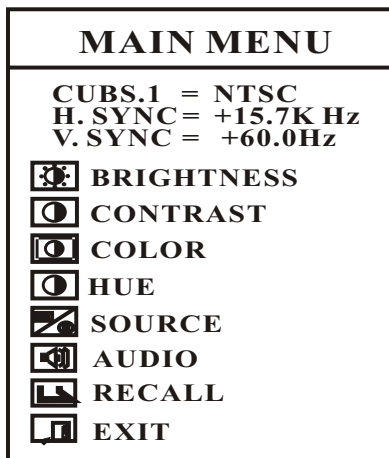 MAIN MENU
CUBS.1 = NTSC
H. SYNC = +15.7K Hz
V. SYNC = +60.0Hz
BRIGHTNESS
CONTRAST
COLOR
HUE
SOURCE
AUDIO
RECALL
EXIT